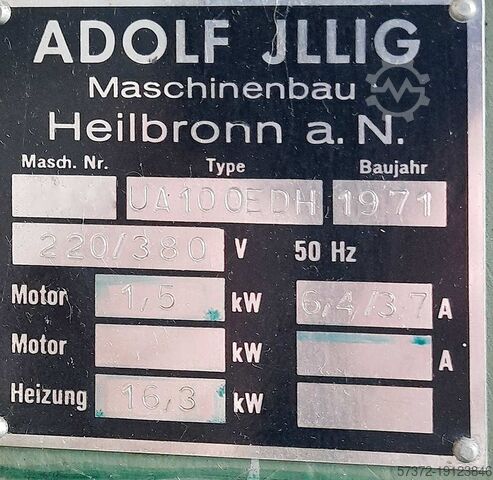 ADOLF JLLIG
Maschinenbau
Heilbronn a. N.
Masch. Nr. Type Baujahr
UA100EDH 1971
220/380 V 50 Hz
Motor 1,5 kW 6,4/3.7 A
Motor kW A
Heizung 16,3 kW
57372-19123846